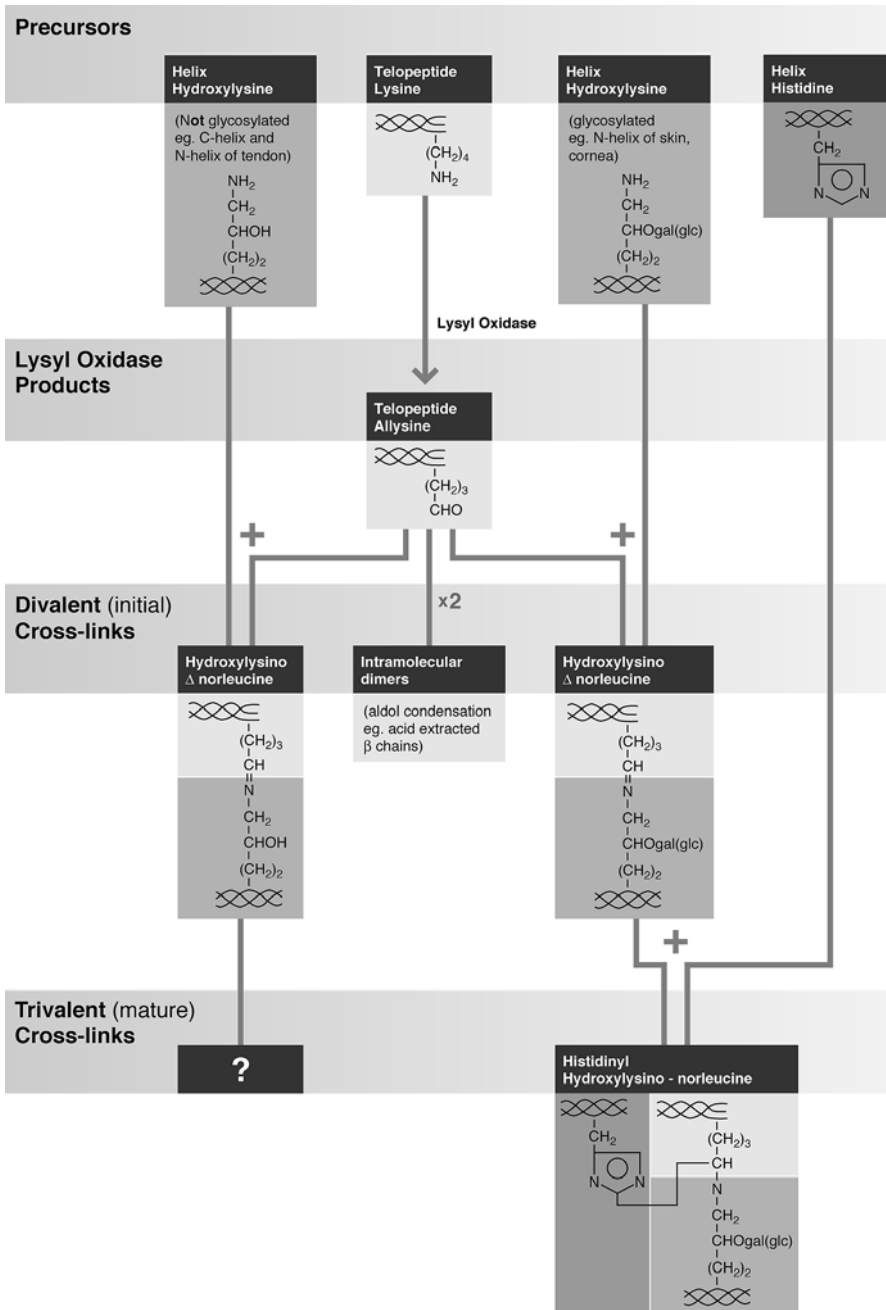 Precursors
Helix
Hydroxylysine
(Not glycosylated
eg. C-helix and
N-helix of tendon)
NH2
CH2
CHOH
(CH2)2
Telopeptide
Lysine
(CH2)4
NH2
Helix
Hydroxylysine
(glycosylated
eg. N-helix of skin,
cornea)
NH2
CH2
CHOgal(glc)
(CH2)2
Helix
Histidine
CH2
N N
Lysyl Oxidase
Lysyl Oxidase
Products
Telopeptide
Allysine
(CH2)3
CHO
+
+
x2
Divalent (initial)
Cross-links
Hydroxylysino
Δ norleucine
(CH2)3
CH
N
CH2
CHOH
(CH2)2
Intramolecular
dimers
(aldol condensation
eg. acid extracted
β chains)
Hydroxylysino
Δ norleucine
(CH2)3
CH
N
CH2
CHOgal(glc)
(CH2)2
+
Trivalent (mature)
Cross-links
?
Histidinyl
Hydroxylysino - norleucine
CH2
N N
(CH2)3
CH
N
CH2
CHOgal(glc)
(CH2)2